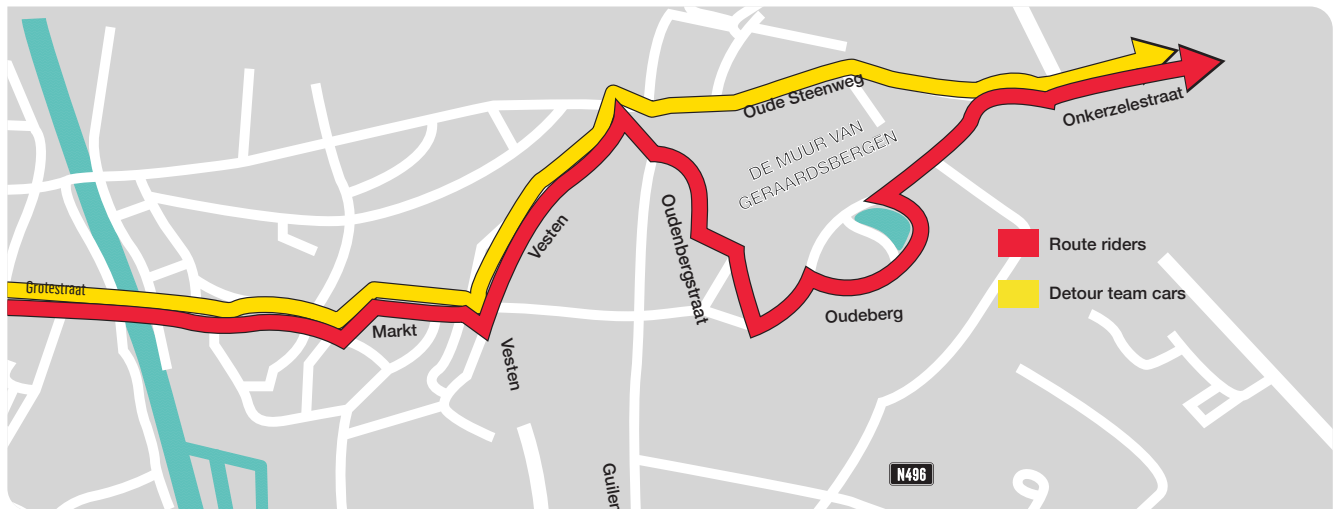 Grotestraat
Markt
Vesten
Vesten
Oudenbergstraat
Oude Steenweg
DE MUUR VAN
GERAARDSBERGEN
Oudeberg
Onkerzelestraat
Route riders
Detour team cars
N496